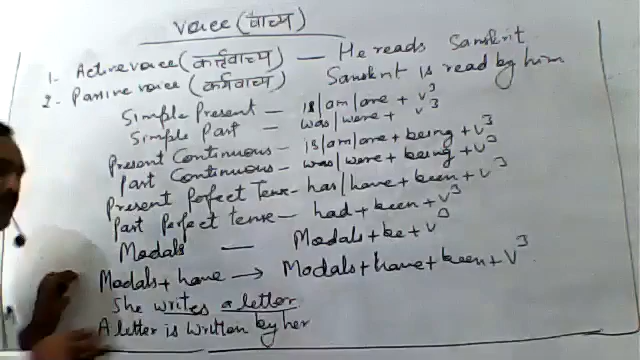 Voice (वाच्य)
1. Active voice (कर्तृवाच्य) — He reads Sanskrit
2. Passive voice (कर्मवाच्य) Sanskrit is read by him
Simple Present — is/am/are + V³
Simple Past — was/were + V³
Present Continuous — is/am/are + being + V³
Past Continuous — was/were + being + V³
Present Perfect Tense - has/have + been + V³
Past Perfect Tense - had + been + V³
Modals — Modals + be + V³
Modals + have → Modals + have + been + V³
She writes a letter.
A letter is written by her